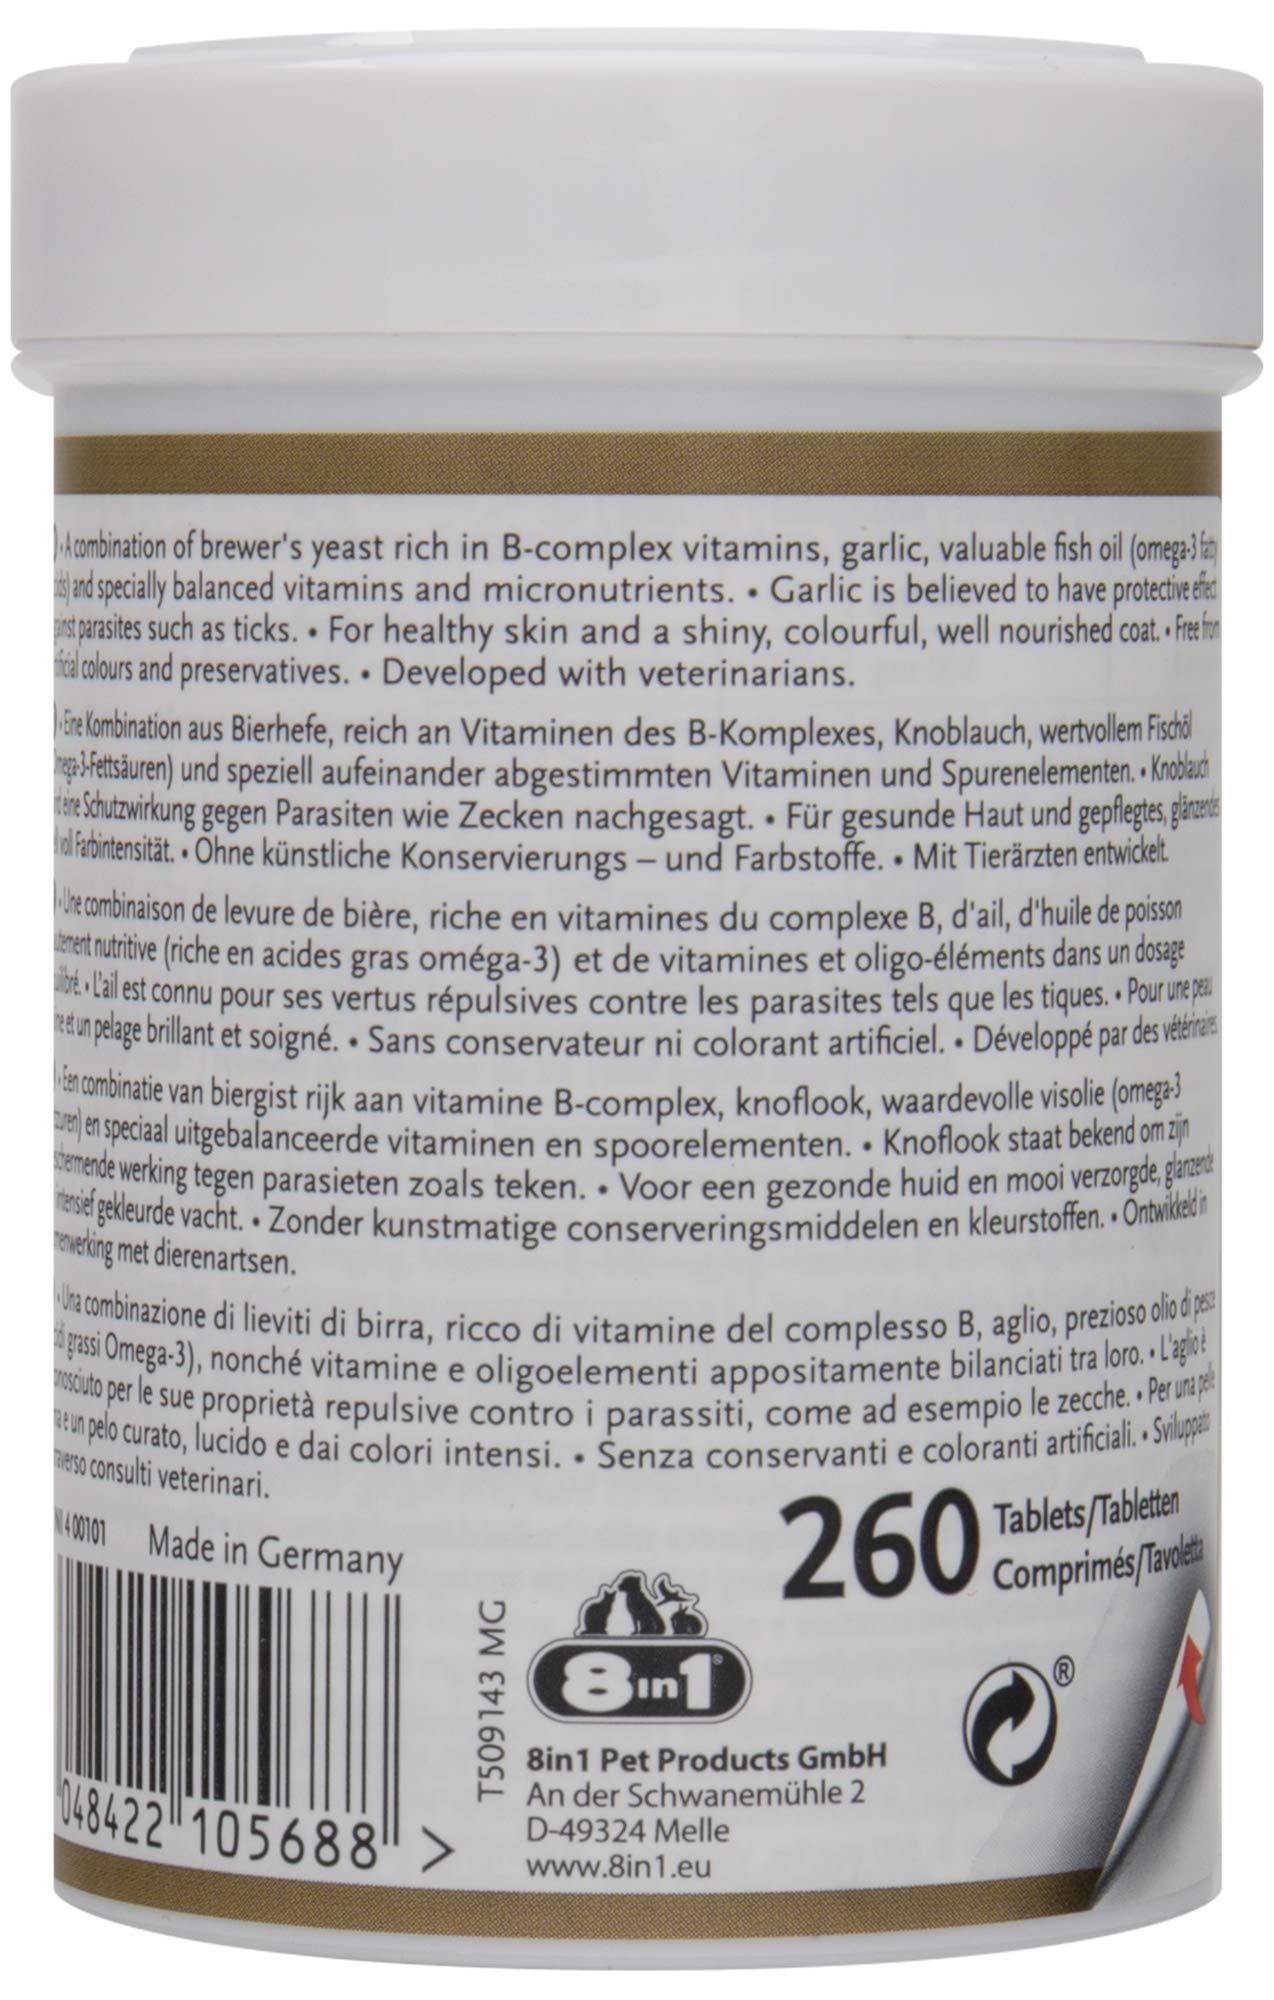 • A combination of brewer's yeast rich in B-complex vitamins, garlic, valuable fish oil (omega-3 fatty
and specially balanced vitamins and micronutrients. • Garlic is believed to have protective effect
parasites such as ticks. • For healthy skin and a shiny, colourful, well nourished coat. • Free from
colours and preservatives. • Developed with veterinarians.
• Eine Kombination aus Bierhefe, reich an Vitaminen des B-Komplexes, Knoblauch, wertvollem Fischöl
und speziell aufeinander abgestimmten Vitaminen und Spurenelementen. • Knoblauch
eine Schutzwirkung gegen Parasiten wie Zecken nachgesagt. • Für gesunde Haut und gepflegtes, glänzendes
voll Farbintensität. • Ohne künstliche Konservierungs – und Farbstoffe. • Mit Tierärzten entwickelt.
• Une combinaison de levure de bière, riche en vitamines du complexe B, d'ail, d'huile de poisson
nutritive (riche en acides gras oméga-3) et de vitamines et oligo-éléments dans un dosage
• L'ail est connu pour ses vertus répulsives contre les parasites tels que les tiques. • Pour une peau
et un pelage brillant et soigné. • Sans conservateur ni colorant artificiel. • Développé par des vétérinaires
• Een combinatie van biergist rijk aan vitamine B-complex, knoflook, waardevolle visolie (omega-3
en speciaal uitgebalanceerde vitaminen en spoorelementen. • Knoflook staat bekend om zijn
werking tegen parasieten zoals teken. • Voor een gezonde huid en mooi verzorgde, glanzende
intensief gekleurde vacht. • Zonder kunstmatige conserveringsmiddelen en kleurstoffen. • Ontwikkeld in
met dierenartsen.
• Una combinazione di lieviti di birra, ricco di vitamine del complesso B, aglio, prezioso olio di pesce
grassi Omega-3), nonché vitamine e oligoelementi appositamente bilanciati tra loro. • L'aglio è
per le sue proprietà repulsive contro i parassiti, come ad esempio le zecche. • Per una pelle
e un pelo curato, lucido e dai colori intensi. • Senza conservanti e coloranti artificiali. • Sviluppato
consulti veterinari.
4 00101
Made in Germany
260 Tablets/Tabletten
Comprimés/Tavoletta
T509143 MG
8in1®
®
8in1 Pet Products GmbH
An der Schwanemühle 2
D-49324 Melle
www.8in1.eu
048422 105688 >